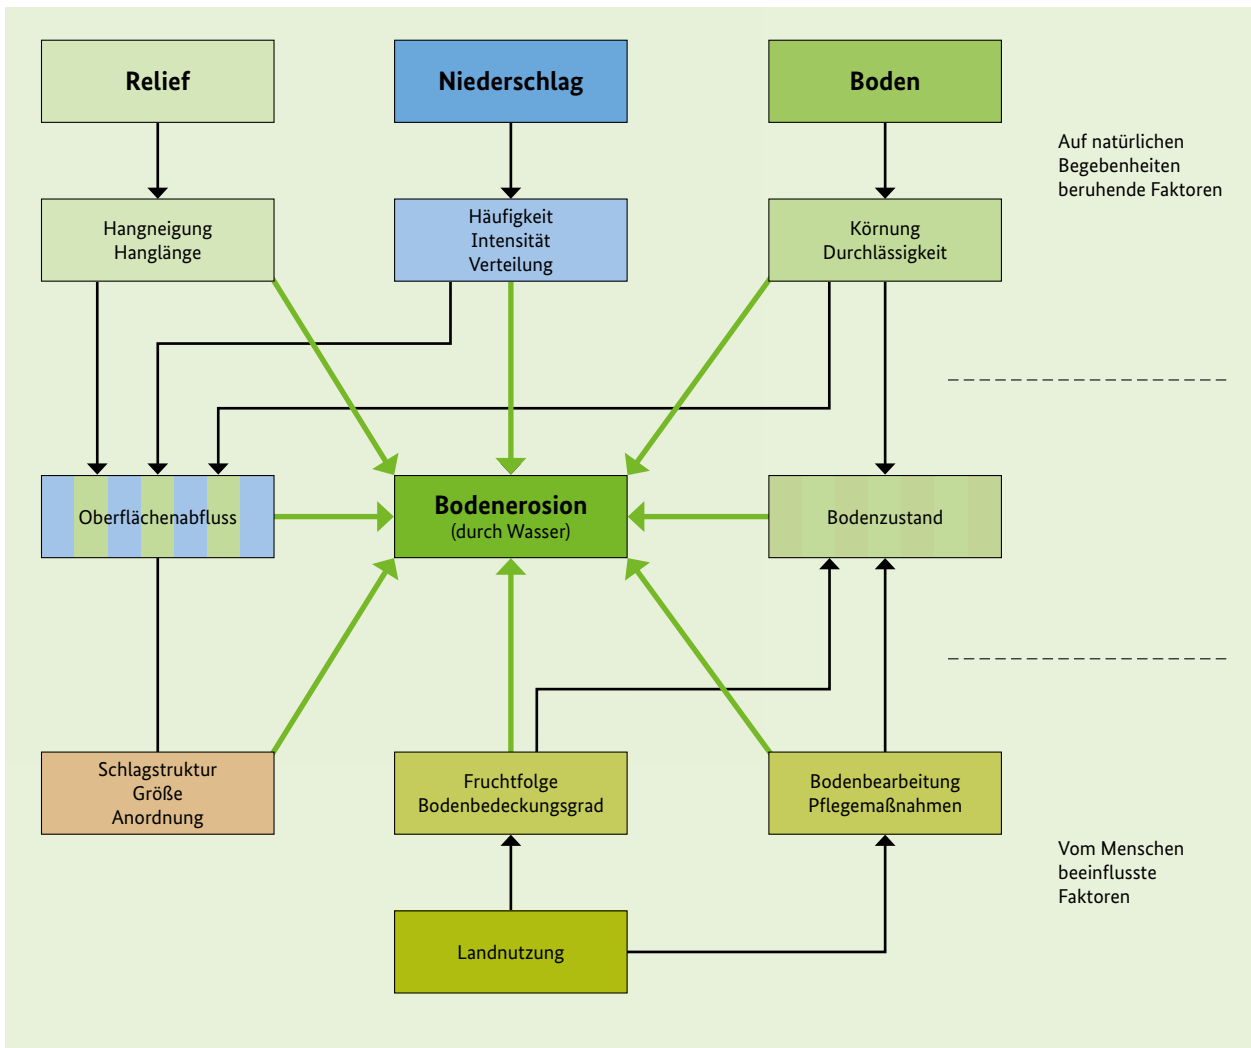 Relief
Niederschlag
Boden
Auf natürlichen
Begebenheiten
beruhende Faktoren
Hangneigung
Hanglänge
Häufigkeit
Intensität
Verteilung
Körnung
Durchlässigkeit
Oberflächenabfluss
Bodenerosion
(durch Wasser)
Bodenzustand
Schlagstruktur
Größe
Anordnung
Fruchtfolge
Bodenbedeckungsgrad
Bodenbearbeitung
Pflegemaßnahmen
Vom Menschen
beeinflusste
Faktoren
Landnutzung